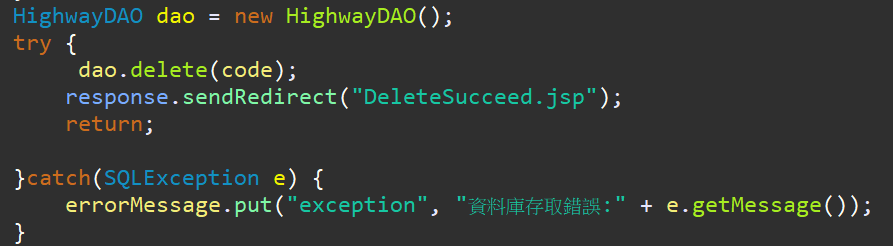 HighwayDAO dao = new HighwayDAO();
try {
dao.delete(code);
response.sendRedirect("DeleteSucceed.jsp");
return;
}catch(SQLException e) {
errorMessage.put("exception", "資料庫存取錯誤:" + e.getMessage());
}